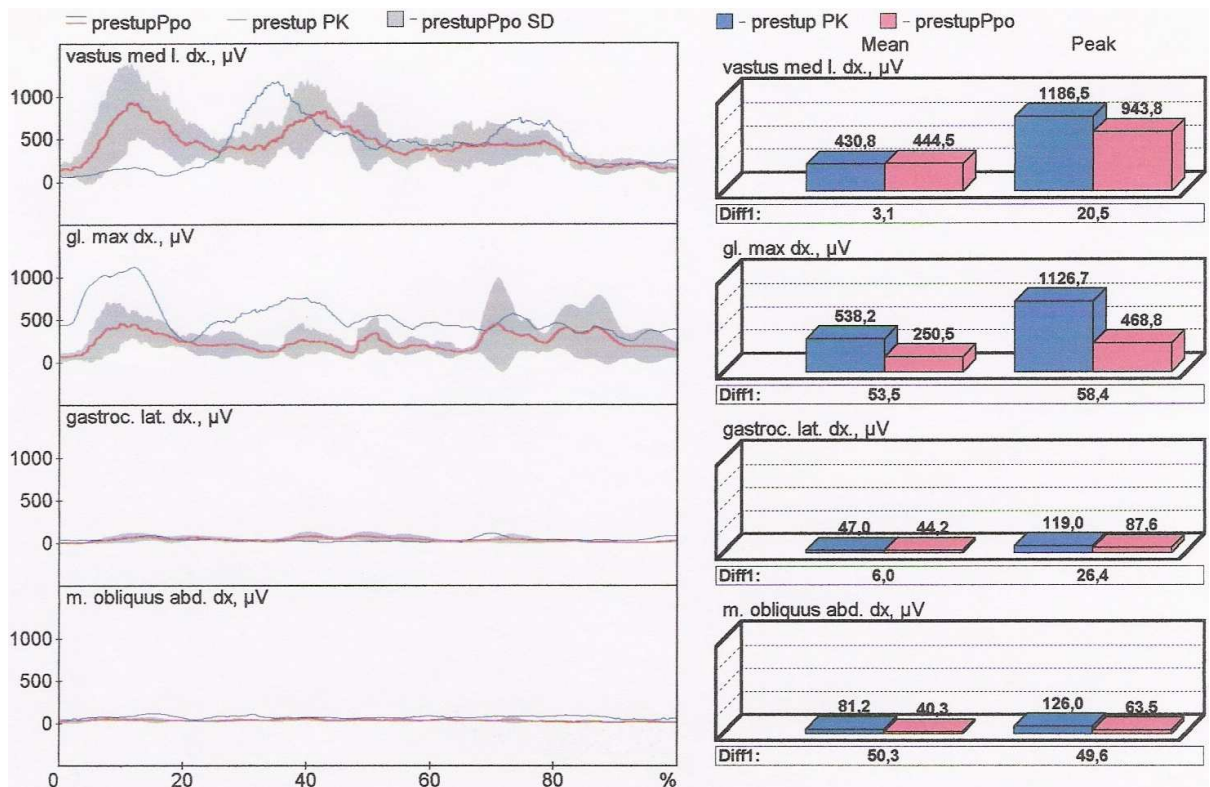 prestupPpo prestup PK - prestupPpo SD
vastus med l. dx., µV
1000
500
0
gl. max dx., µV
1000
500
0
gastroc. lat. dx., µV
1000
500
0
m. obliquus abd. dx, µV
1000
500
0
0 20 40 60 80 %
- prestup PK - prestupPpo
Mean Peak
vastus med l. dx., µV
430,8 444,5 1186,5 943,8
Diff1: 3,1 20,5
gl. max dx., µV
538,2 250,5 1126,7 468,8
Diff1: 53,5 58,4
gastroc. lat. dx., µV
47,0 44,2 119,0 87,6
Diff1: 6,0 26,4
m. obliquus abd. dx, µV
81,2 40,3 126,0 63,5
Diff1: 50,3 49,6